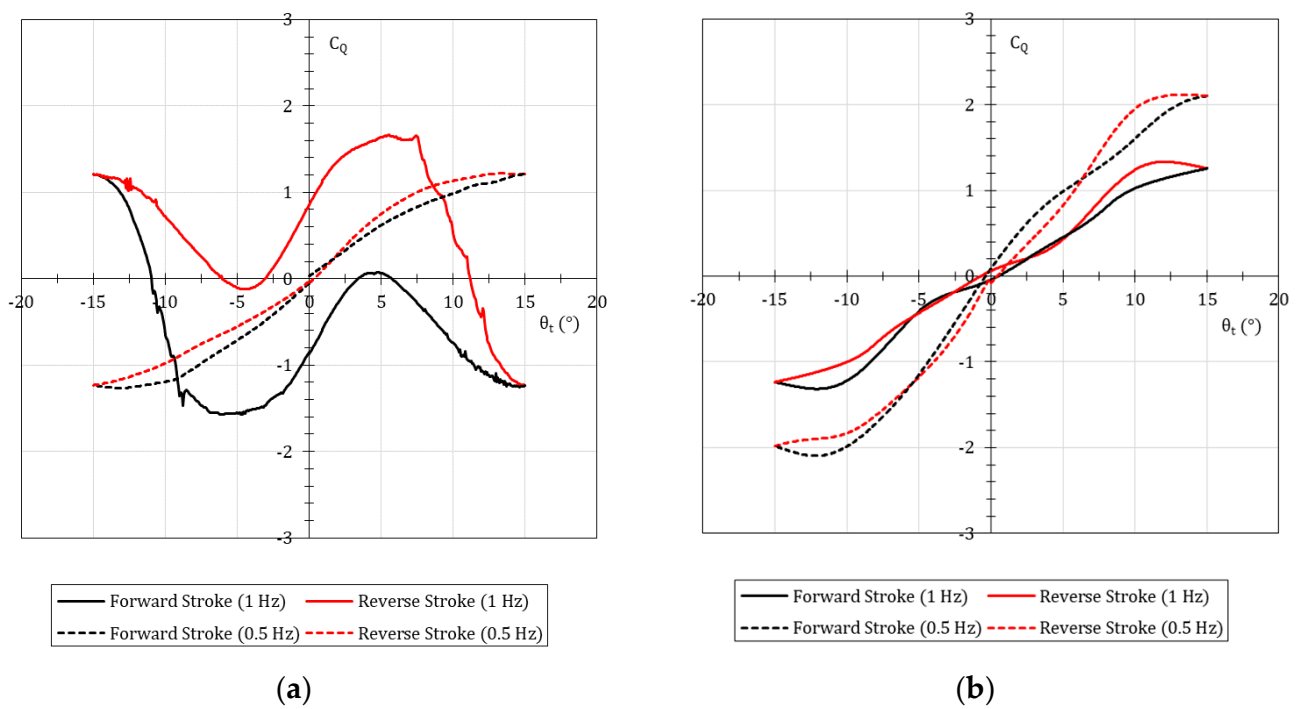 3
C_Q
2
1
0
-20 -15 -10 -5 0 5 10 15 20
θ_t (°)
-1
-2
-3
Forward Stroke (1 Hz) Reverse Stroke (1 Hz)
Forward Stroke (0.5 Hz) Reverse Stroke (0.5 Hz)
(a)
3
C_Q
2
1
0
-20 -15 -10 -5 0 5 10 15 20
θ_t (°)
-1
-2
-3
Forward Stroke (1 Hz) Reverse Stroke (1 Hz)
Forward Stroke (0.5 Hz) Reverse Stroke (0.5 Hz)
(b)